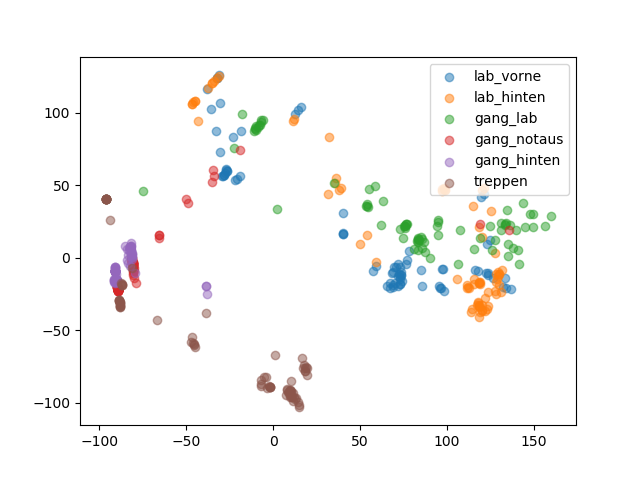 lab_vorne
lab_hinten
gang_lab
gang_notaus
gang_hinten
treppen
100
50
0
−50
−100
−100 −50 0 50 100 150